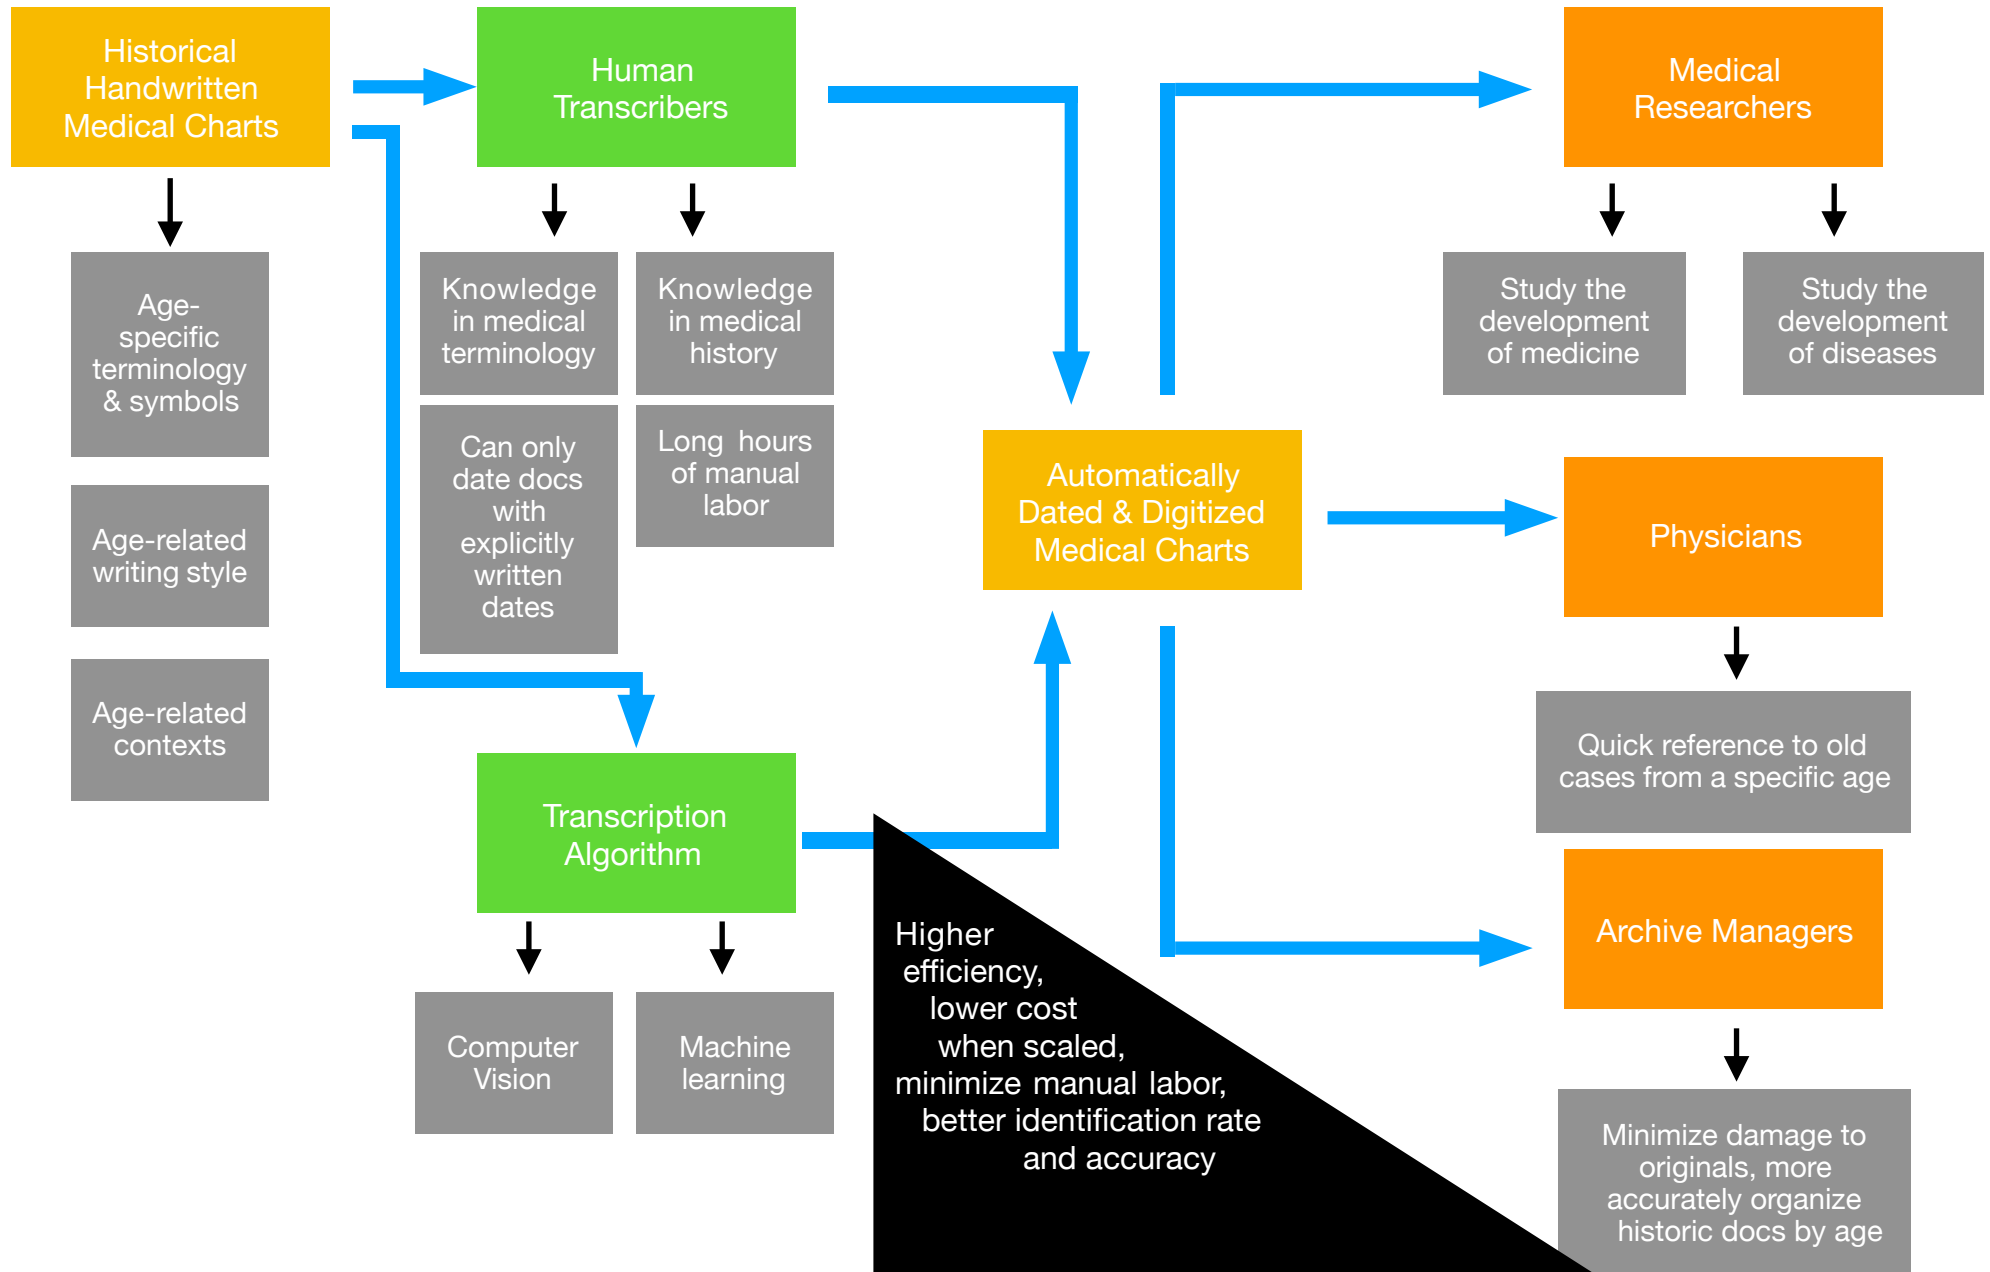 Historical
Handwritten
Medical Charts
Age-
specific
terminology
& symbols
Age-related
writing style
Age-related
contexts
Human
Transcribers
Knowledge
in medical
terminology
Knowledge
in medical
history
Can only
date docs
with
explicitly
written
dates
Long hours
of manual
labor
Transcription
Algorithm
Computer
Vision
Machine
learning
Automatically
Dated & Digitized
Medical Charts
Higher
efficiency,
lower cost
when scaled,
minimize manual labor,
better identification rate
and accuracy
Medical
Researchers
Study the
development
of medicine
Study the
development
of diseases
Physicians
Quick reference to old
cases from a specific age
Archive Managers
Minimize damage to
originals, more
accurately organize
historic docs by age